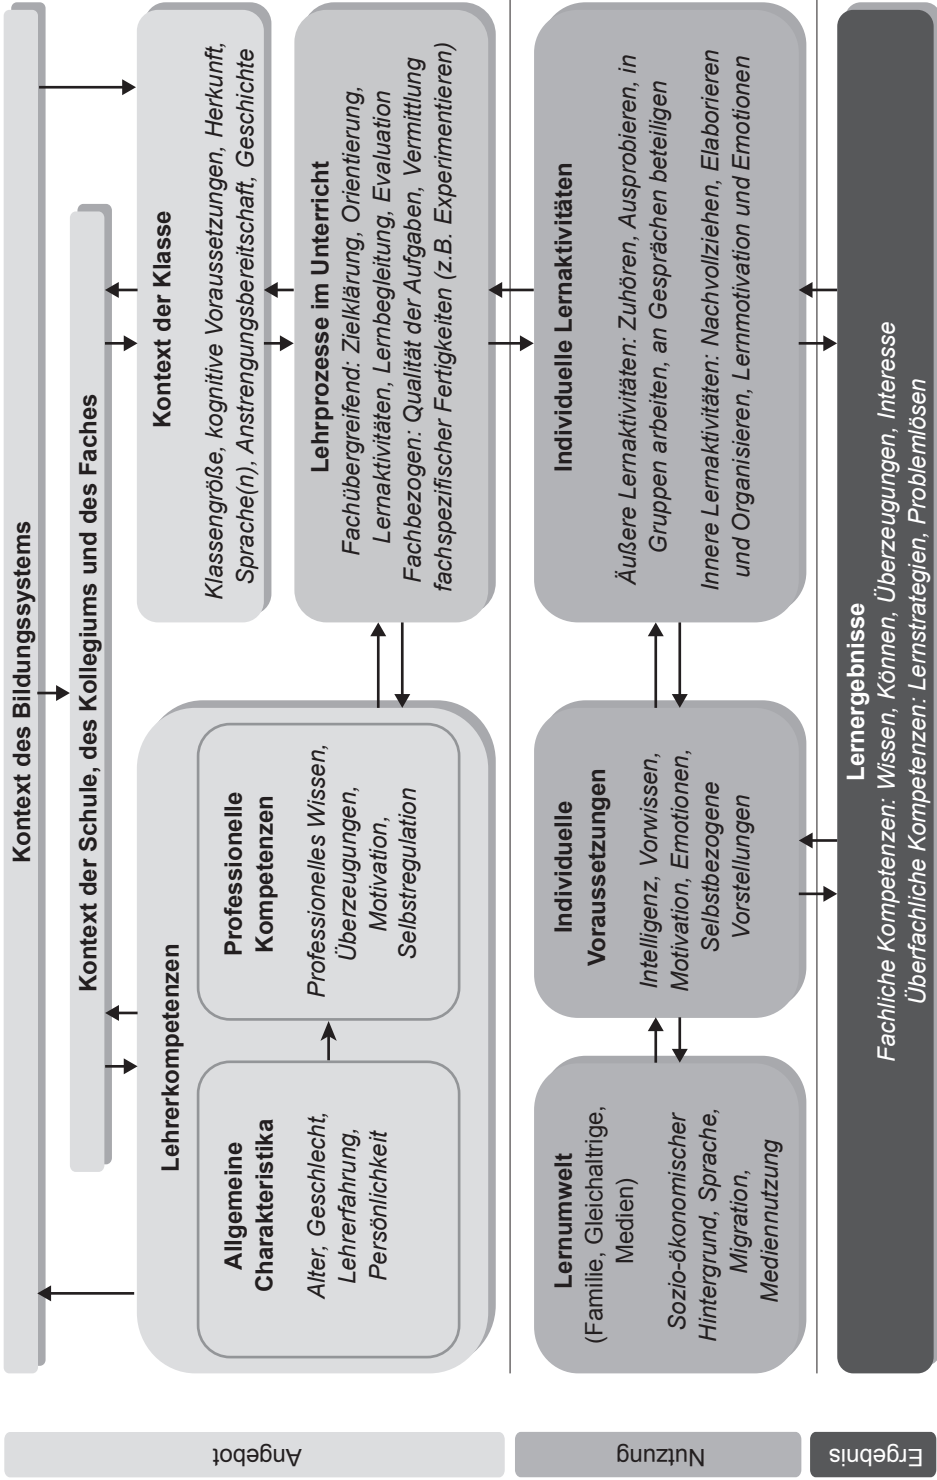 Kontext des Bildungssystems
Kontext der Schule, des Kollegiums und des Faches
Angebot
Lehrerkompetenzen
Allgemeine
Charakteristika
Alter, Geschlecht,
Lehrerfahrung,
Persönlichkeit
Professionelle
Kompetenzen
Professionelles Wissen,
Überzeugungen,
Motivation,
Selbstregulation
Kontext der Klasse
Klassengröße, kognitive Voraussetzungen, Herkunft,
Sprache(n), Anstrengungsbereitschaft, Geschichte
Lehrprozesse im Unterricht
Fachübergreifend: Zielklärung, Orientierung,
Lernaktivitäten, Lernbegleitung, Evaluation
Fachbezogen: Qualität der Aufgaben, Vermittlung
fachspezifischer Fertigkeiten (z.B. Experimentieren)
Nutzung
Lernumwelt
(Familie, Gleichaltrige,
Medien)
Sozio-ökonomischer
Hintergrund, Sprache,
Migration,
Mediennutzung
Individuelle
Voraussetzungen
Intelligenz, Vorwissen,
Motivation, Emotionen,
Selbstbezogene
Vorstellungen
Individuelle Lernaktivitäten
Äußere Lernaktivitäten: Zuhören, Ausprobieren, in
Gruppen arbeiten, an Gesprächen beteiligen
Innere Lernaktivitäten: Nachvollziehen, Elaborieren
und Organisieren, Lernmotivation und Emotionen
Ergebnis
Lernergebnisse
Fachliche Kompetenzen: Wissen, Können, Überzeugungen, Interesse
Überfachliche Kompetenzen: Lernstrategien, Problemlösen